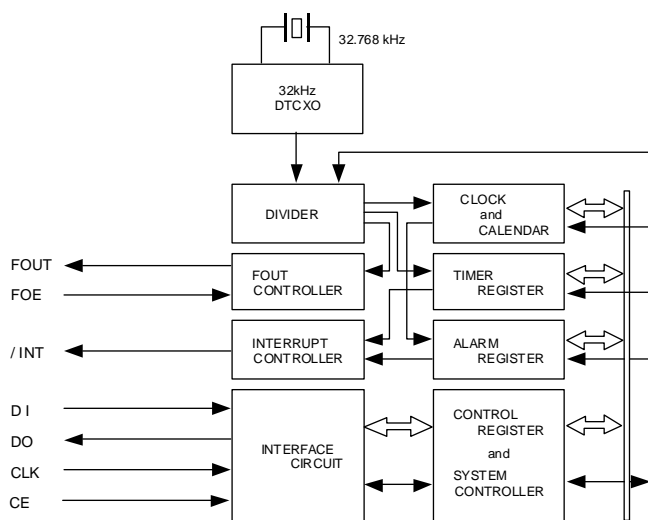 32.768 kHz
32kHz
DTCXO
DIVIDER
CLOCK
and
CALENDAR
FOUT
FOE
FOUT
CONTROLLER
TIMER
REGISTER
/ INT
INTERRUPT
CONTROLLER
ALARM
REGISTER
D I
DO
CLK
CE
INTERFACE
CIRCUIT
CONTROL
REGISTER
and
SYSTEM
CONTROLLER